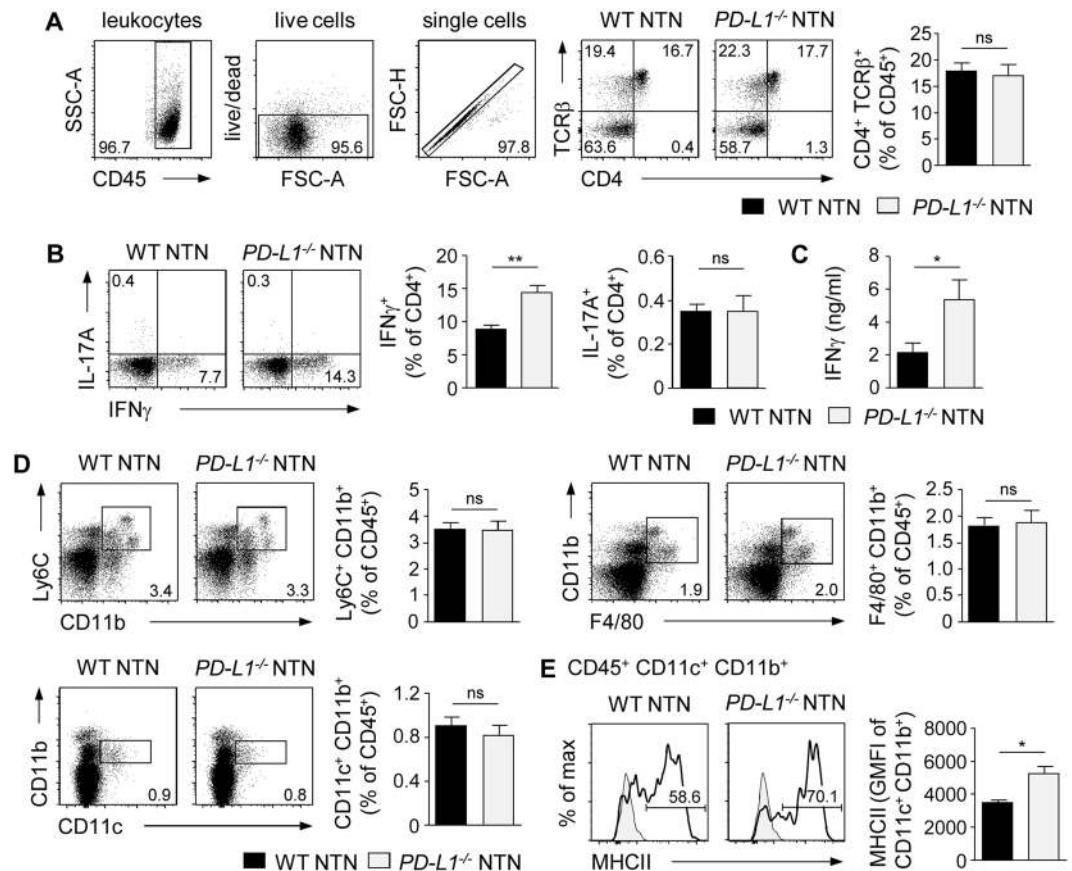 A
leukocytes
live cells
single cells
WT NTN
PD-L1-/- NTN
SSC-A
96.7
CD45
live/dead
95.6
FSC-A
FSC-H
97.8
FSC-A
TCRβ
19.4
16.7
63.6
0.4
22.3
17.7
58.7
1.3
CD4
CD4+ TCRβ+
(% of CD45+)
25
20
15
10
5
0
ns
WT NTN
PD-L1-/- NTN
B
WT NTN
PD-L1-/- NTN
IL-17A
0.4
7.7
0.3
14.3
IFNγ
IFNγ+
(% of CD4+)
20
15
10
5
0
**
IL-17A+
(% of CD4+)
0.6
0.4
0.2
0
ns
C
IFNγ (ng/ml)
8
6
4
2
0
*
WT NTN
PD-L1-/- NTN
D
WT NTN
PD-L1-/- NTN
Ly6C
3.4
3.3
CD11b
Ly6C+ CD11b+
(% of CD45+)
5
4
3
2
1
0
ns
WT NTN
PD-L1-/- NTN
CD11b
1.9
2.0
F4/80
F4/80+ CD11b+
(% of CD45+)
2.5
2.0
1.5
1.0
0.5
0
ns
WT NTN
PD-L1-/- NTN
CD11b
0.9
0.8
CD11c
CD11c+ CD11b+
(% of CD45+)
1.2
0.8
0.4
0
ns
WT NTN
PD-L1-/- NTN
E
CD45+ CD11c+ CD11b+
WT NTN
PD-L1-/- NTN
% of max
58.6
70.1
MHCII
MHCII (GMFI of
CD11c+ CD11b+)
8000
6000
4000
2000
0
*